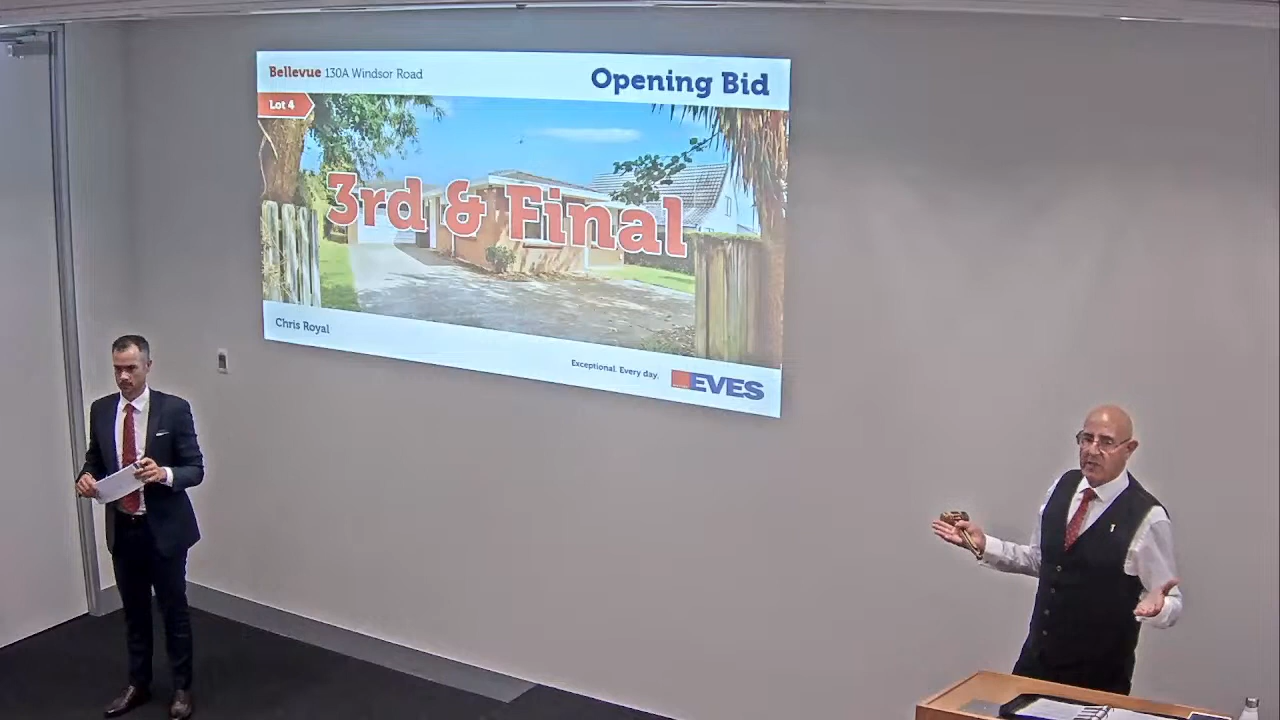 Bellevue 130A Windsor Road
Opening Bid
Lot 4
3rd & Final
Chris Royal
Exceptional. Every day.
EVES